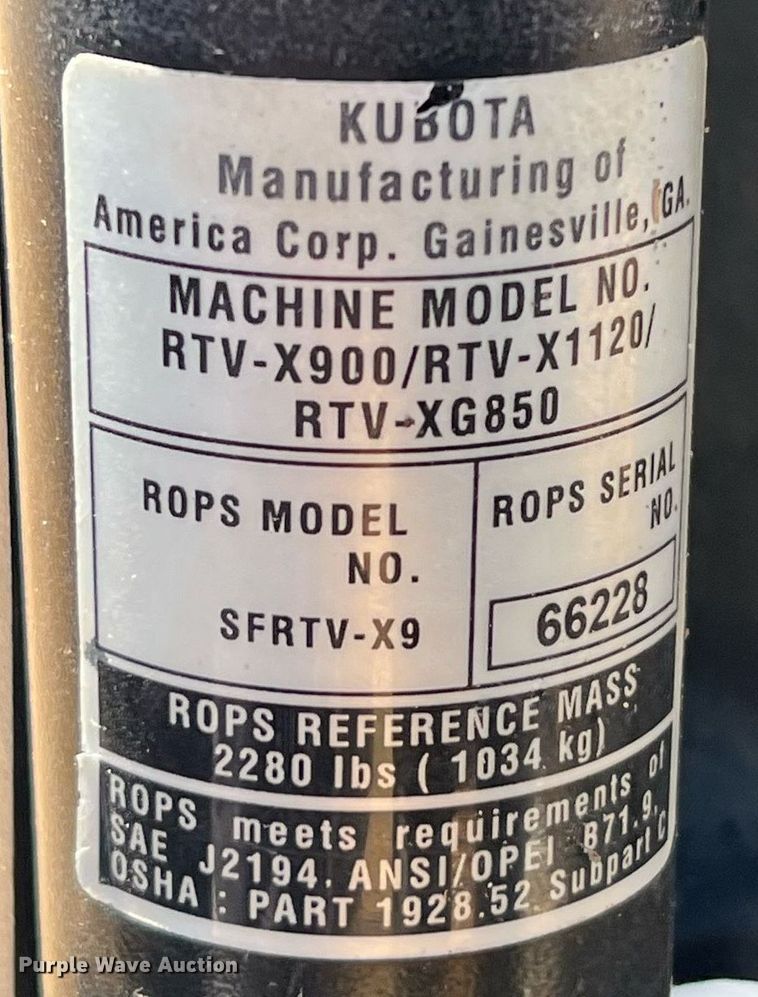 KUBOTA
Manufacturing of
America Corp. Gainesville, GA.
MACHINE MODEL NO.
RTV-X900/RTV-X1120/
RTV-XG850
ROPS MODEL
NO.
SFRTV-X9
ROPS SERIAL
NO.
66228
ROPS REFERENCE MASS
2280 lbs ( 1034 kg)
ROPS meets requirements of
SAE J2194. ANSI/OPEI B71.9,
OSHA : PART 1928.52 Subpart C
Purple Wave Auction